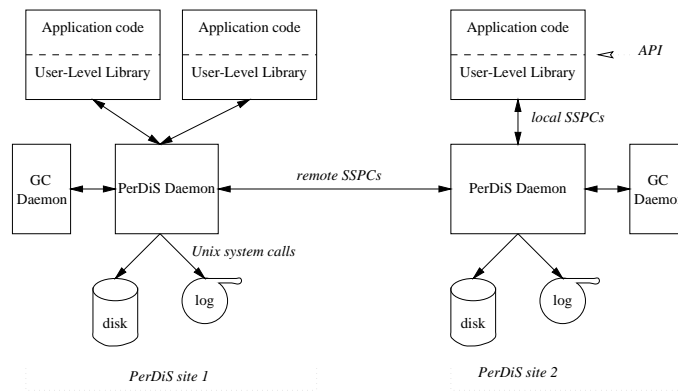 Application code
User-Level Library
Application code
User-Level Library
Application code
User-Level Library
API
local SSPCs
GC
Daemon
PerDiS Daemon
remote SSPCs
PerDiS Daemon
GC
Daemon
Unix system calls
disk
log
disk
log
PerDiS site 1
PerDiS site 2